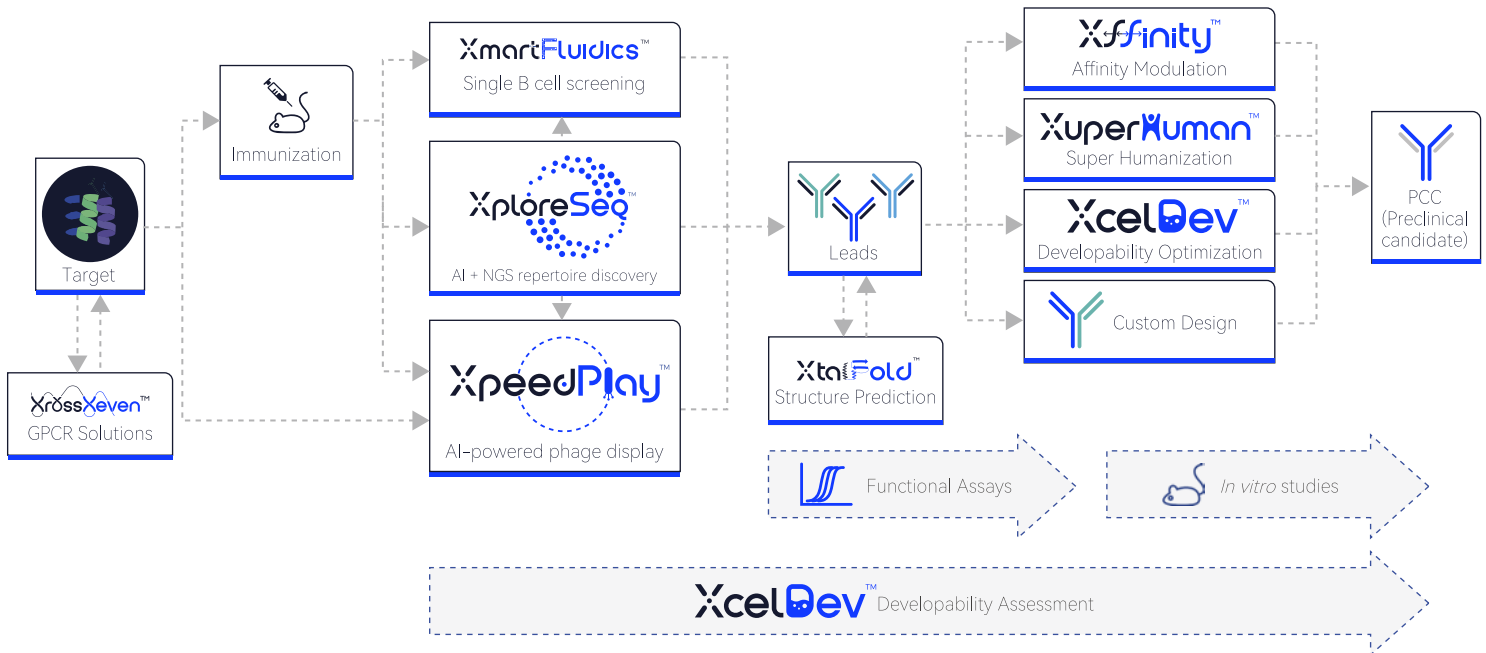 Target
XrossXeven™
GPCR Solutions
Immunization
XmartFluidics™
Single B cell screening
XploreSeq™
AI + NGS repertoire discovery
XpeedPlay™
AI-powered phage display
Leads
XtalFold™
Structure Prediction
Xffinity™
Affinity Modulation
XuperHuman™
Super Humanization
XcelDev™
Developability Optimization
Custom Design
PCC
(Preclinical
candidate)
Functional Assays
In vitro studies
XcelDev™ Developability Assessment